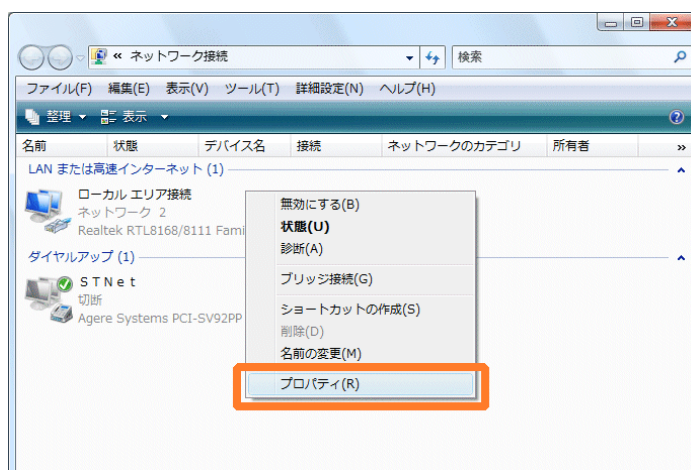 « ネットワーク接続
検索
ファイル(F) 編集(E) 表示(V) ツール(T) 詳細設定(N) ヘルプ(H)
整理 表示
名前 状態 デバイス名 接続 ネットワークのカテゴリ 所有者 »
LAN または高速インターネット (1)
ローカル エリア接続
ネットワーク 2
Realtek RTL8168/8111 Fami
ダイヤルアップ (1)
ＳＴＮｅｔ
切断
Agere Systems PCI-SV92PP
無効にする(B)
状態(U)
診断(A)
ブリッジ接続(G)
ショートカットの作成(S)
削除(D)
名前の変更(M)
プロパティ(R)